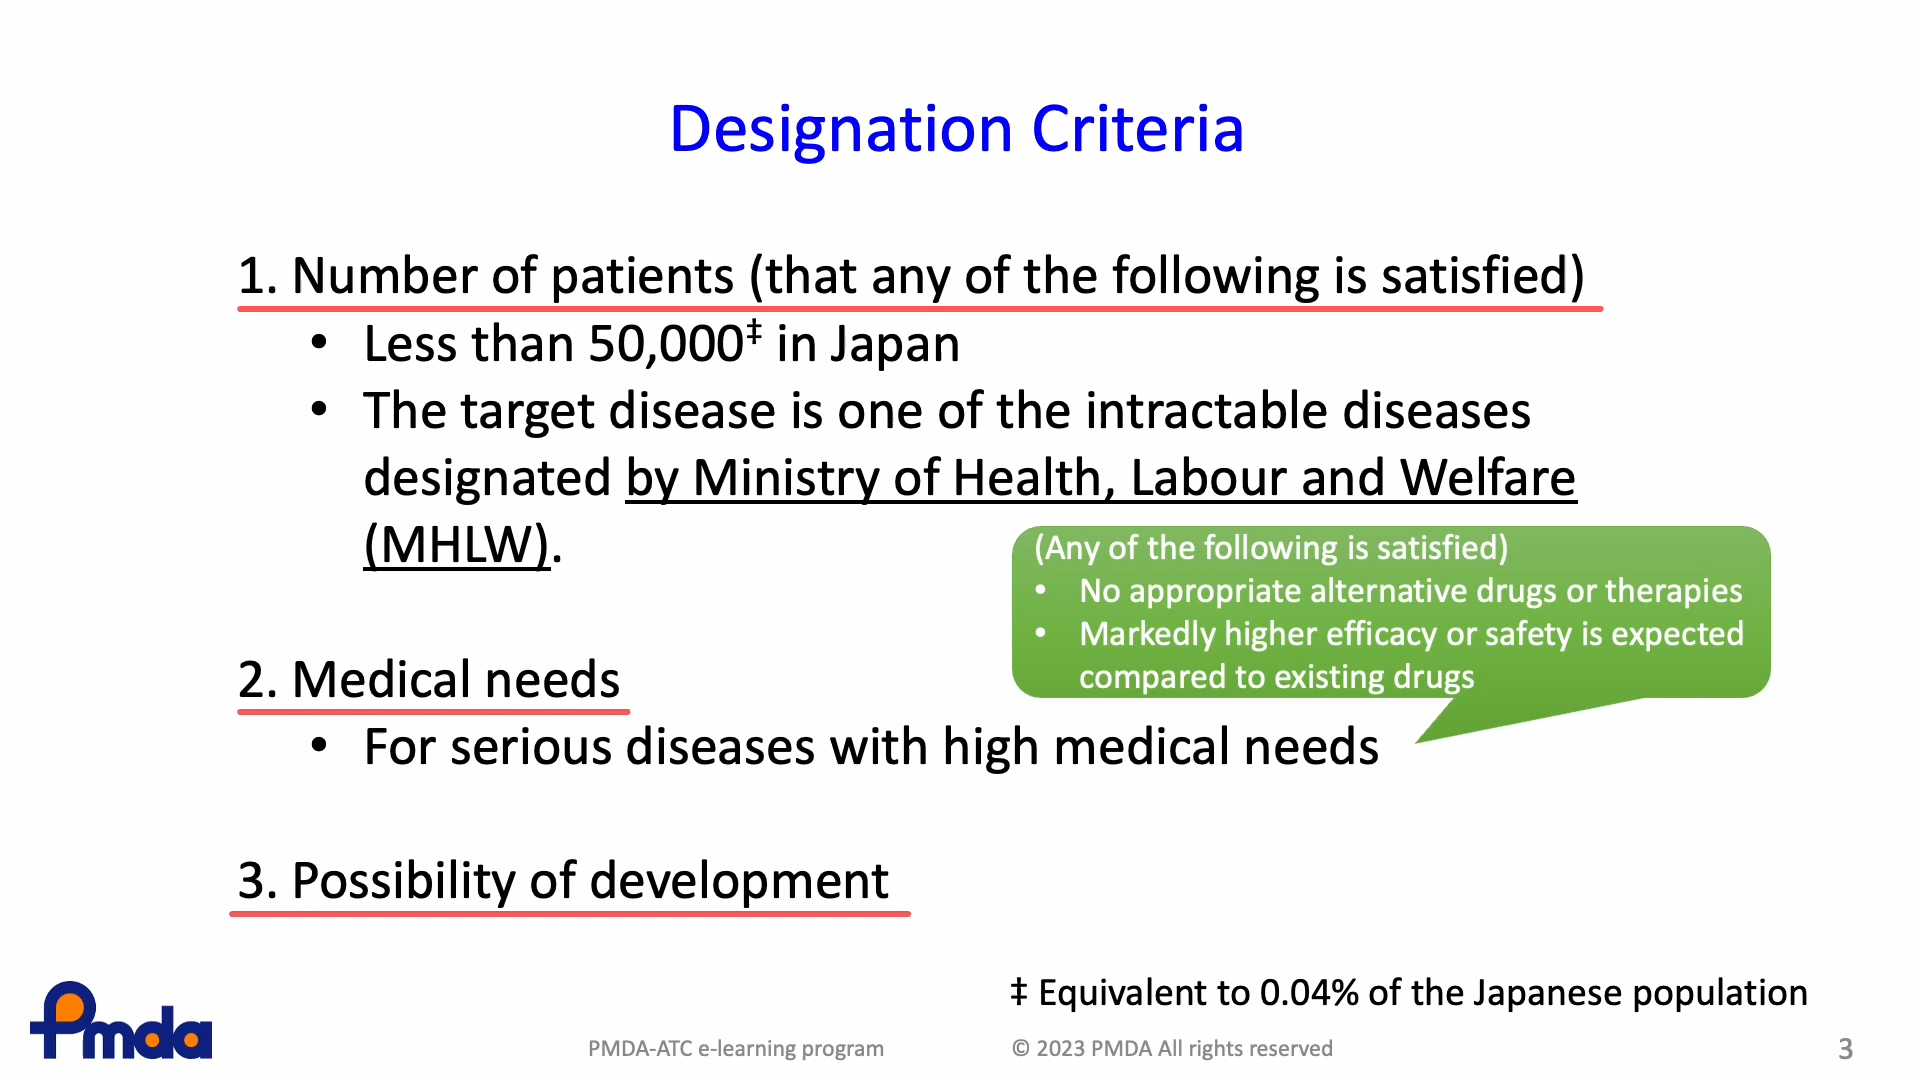 Designation Criteria
1. Number of patients (that any of the following is satisfied)
• Less than 50,000‡ in Japan
• The target disease is one of the intractable diseases
designated by Ministry of Health, Labour and Welfare
(MHLW).
(Any of the following is satisfied)
• No appropriate alternative drugs or therapies
• Markedly higher efficacy or safety is expected
compared to existing drugs
2. Medical needs
• For serious diseases with high medical needs
3. Possibility of development
‡ Equivalent to 0.04% of the Japanese population
Pmda
PMDA-ATC e-learning program
© 2023 PMDA All rights reserved
3